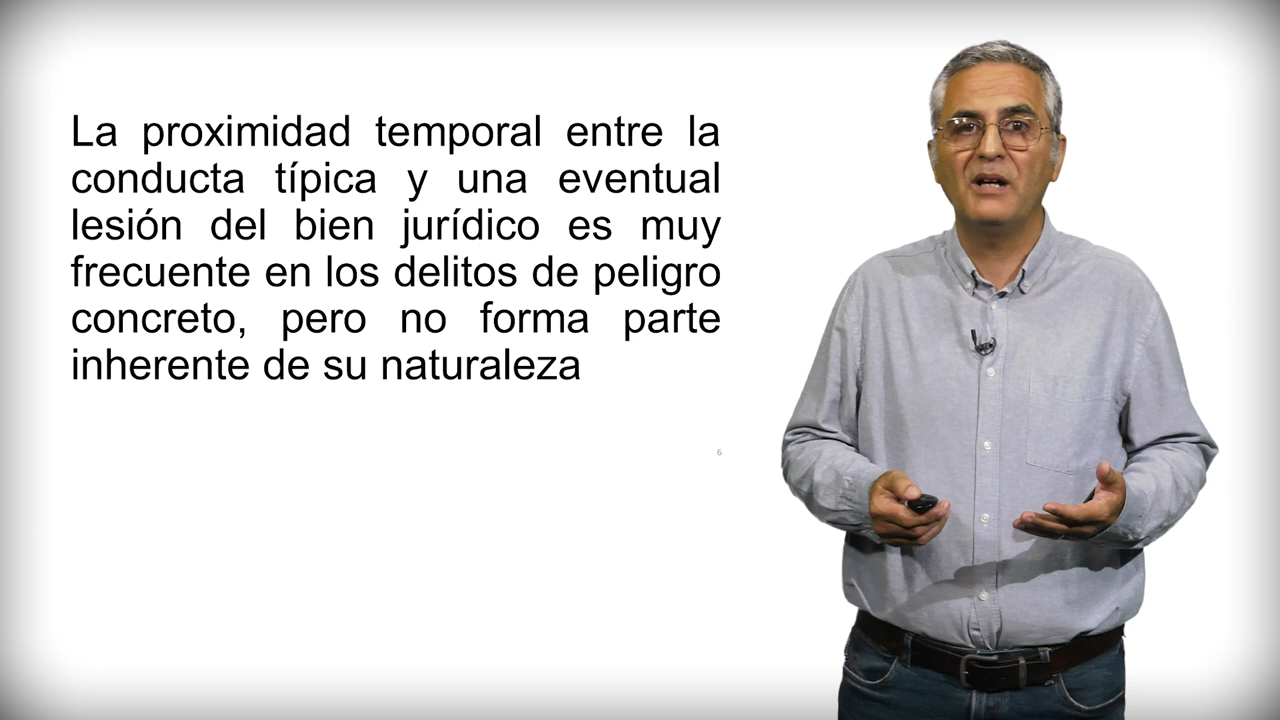 La proximidad temporal entre la
conducta típica y una eventual
lesión del bien jurídico es muy
frecuente en los delitos de peligro
concreto, pero no forma parte
inherente de su naturaleza
6